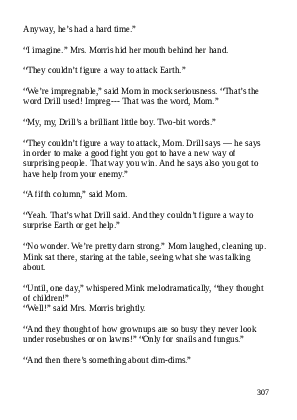 Anyway, he’s had a hard time.”
“I imagine.” Mrs. Morris hid her mouth behind her hand.
“They couldn’t figure a way to attack Earth.”
“We’re impregnable,” said Mom in mock seriousness. “That’s the
word Drill used! Impreg--- That was the word, Mom.”
“My, my, Drill’s a brilliant little boy. Two-bit words.”
“They couldn’t figure a way to attack, Mom. Drill says — he says
in order to make a good fight you got to have a new way of
surprising people. That way you win. And he says also you got to
have help from your enemy.”
“A fifth column,” said Mom.
“Yeah. That’s what Drill said. And they couldn’t figure a way to
surprise Earth or get help.”
“No wonder. We’re pretty darn strong.” Mom laughed, cleaning up.
Mink sat there, staring at the table, seeing what she was talking
about.
“Until, one day,” whispered Mink melodramatically, “they thought
of children!”
“Well!” said Mrs. Morris brightly.
“And they thought of how grownups are so busy they never look
under rosebushes or on lawns!” “Only for snails and fungus.”
“And then there’s something about dim-dims.”
307